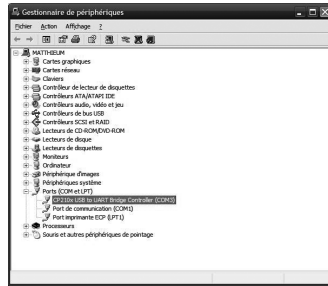 Gestionnaire de périphériques
Fichier Action Affichage ?
MATTHIEUM
Cartes graphiques
Cartes réseau
Claviers
Contrôleur de lecteur de disquettes
Contrôleurs ATA/ATAPI IDE
Contrôleurs audio, vidéo et jeu
Contrôleurs de bus USB
Contrôleurs SCSI et RAID
Lecteurs de CD-ROM/DVD-ROM
Lecteurs de disque
Lecteurs de disquettes
Moniteurs
Ordinateur
Périphérique d'images
Périphériques système
Ports (COM et LPT)
CP210x USB to UART Bridge Controller (COM3)
Port de communication (COM1)
Port imprimante ECP (LPT1)
Processeurs
Souris et autres périphériques de pointage